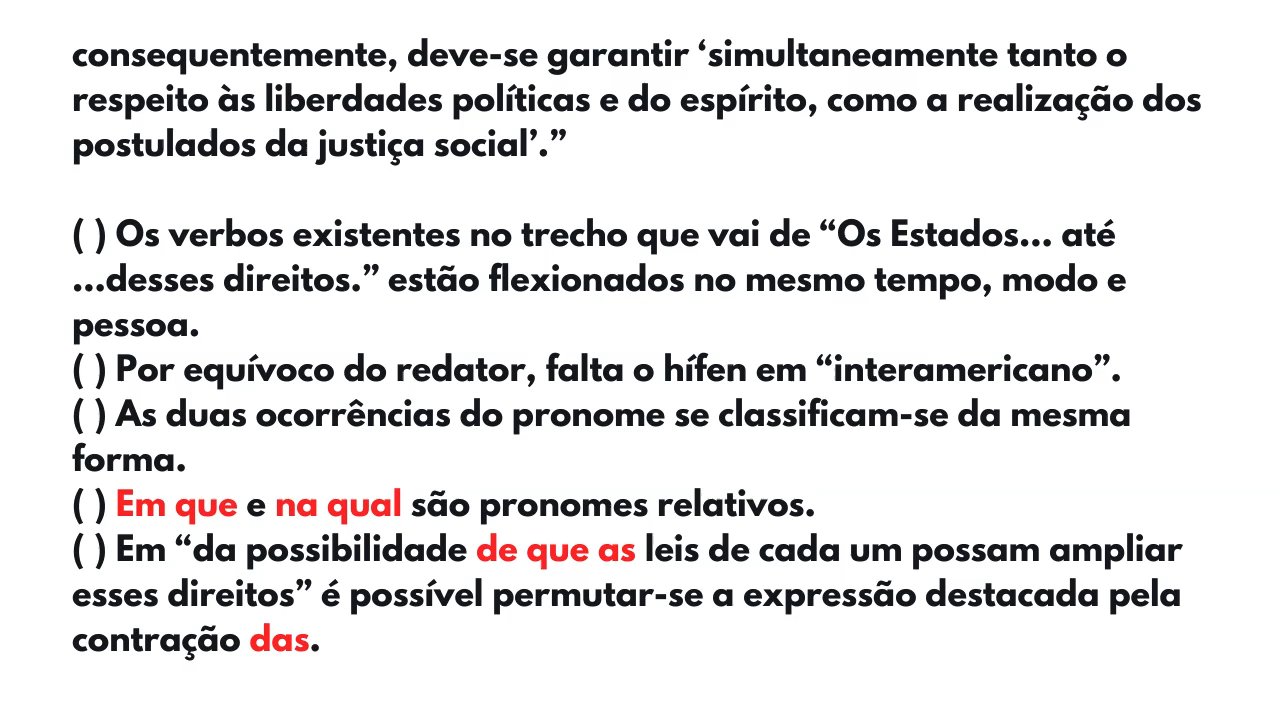 consequentemente, deve-se garantir ‘simultaneamente tanto o
respeito às liberdades políticas e do espírito, como a realização dos
postulados da justiça social’.”
( ) Os verbos existentes no trecho que vai de “Os Estados... até
...desses direitos.” estão flexionados no mesmo tempo, modo e
pessoa.
( ) Por equívoco do redator, falta o hífen em “interamericano”.
( ) As duas ocorrências do pronome se classificam-se da mesma
forma.
( ) Em que e na qual são pronomes relativos.
( ) Em “da possibilidade de que as leis de cada um possam ampliar
esses direitos” é possível permutar-se a expressão destacada pela
contração das.